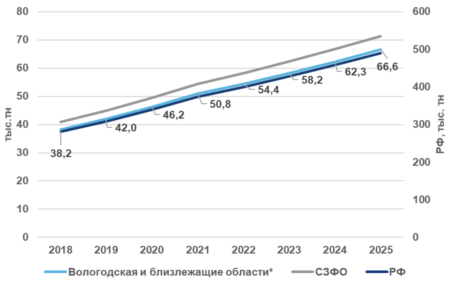 80 600
70 500
60 400
50 300
40
30 200
20
10 100
0 0
тыс.тн
РФ, тыс. тн
38,2 42,0 46,2 50,8 54,4 58,2 62,3 66,6
2018 2019 2020 2021 2022 2023 2024 2025
Вологодская и близлежащие области* СЗФО РФ